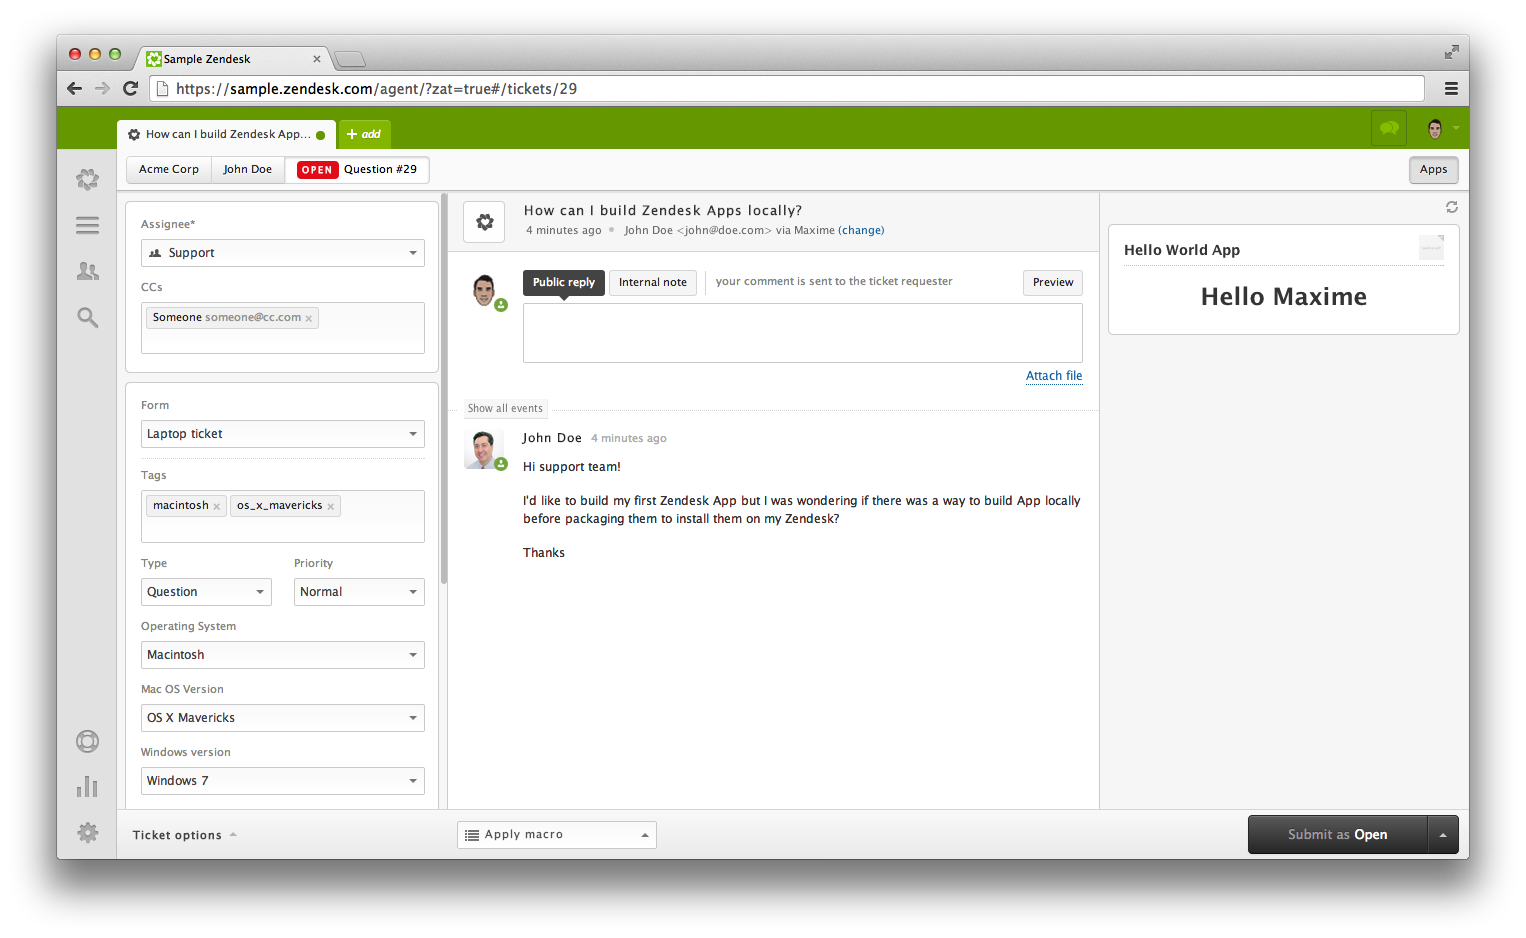 Sample Zendesk ×
https://sample.zendesk.com/agent/?zat=true#/tickets/29
How can I build Zendesk App...
+ add
Acme Corp
John Doe
OPEN Question #29
Apps
Assignee*
Support
CCs
Someone someone@cc.com ×
Form
Laptop ticket
Tags
macintosh × os_x_mavericks ×
Type Priority
Question Normal
Operating System
Macintosh
Mac OS Version
OS X Mavericks
Windows version
Windows 7
How can I build Zendesk Apps locally?
4 minutes ago • John Doe <john@doe.com> via Maxime (change)
Public reply Internal note your comment is sent to the ticket requester Preview
Attach file
Show all events
John Doe 4 minutes ago
Hi support team!
I'd like to build my first Zendesk App but I was wondering if there was a way to build App locally
before packaging them to install them on my Zendesk?
Thanks
Hello World App
Hello Maxime
Ticket options
Apply macro
Submit as Open